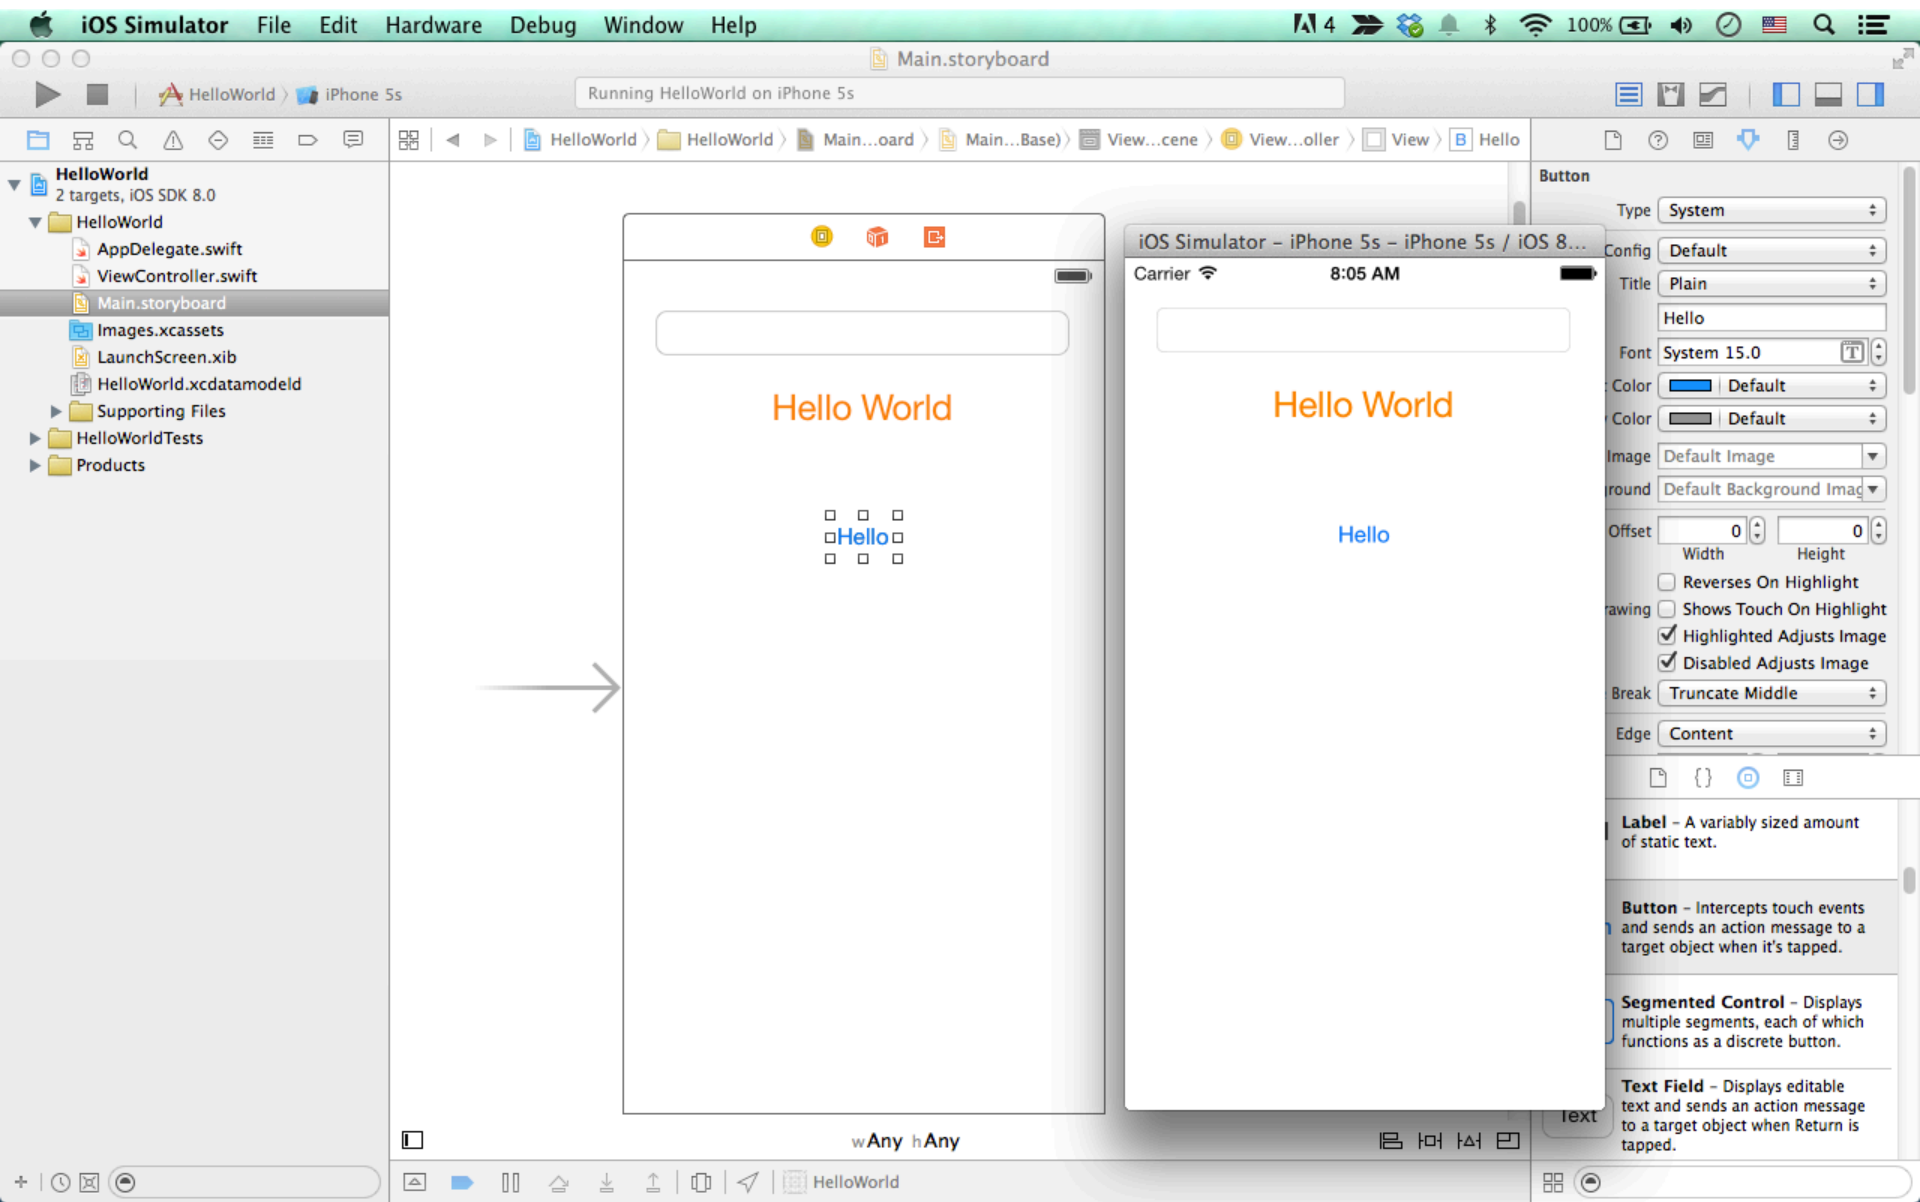 iOS Simulator File Edit Hardware Debug Window Help 4 100%
Main.storyboard
HelloWorld iPhone 5s Running HelloWorld on iPhone 5s
HelloWorld HelloWorld Main...oard Main...Base) View...cene View...oller View B Hello
HelloWorld
2 targets, iOS SDK 8.0
HelloWorld
AppDelegate.swift
ViewController.swift
Main.storyboard
Images.xcassets
LaunchScreen.xib
HelloWorld.xcdatamodeld
Supporting Files
HelloWorldTests
Products
Hello World
Hello
wAny hAny
HelloWorld
iOS Simulator - iPhone 5s - iPhone 5s / iOS 8...
Carrier 8:05 AM
Hello World
Hello
Button
Type System
Config Default
Title Plain
Hello
Font System 15.0 T
Color Default
Color Default
Image Default Image
round Default Background Imag
Offset 0 0
Width Height
Reverses On Highlight
rawing Shows Touch On Highlight
Highlighted Adjusts Image
Disabled Adjusts Image
Break Truncate Middle
Edge Content
{}
Label - A variably sized amount
of static text.
Button - Intercepts touch events
and sends an action message to a
target object when it's tapped.
Segmented Control - Displays
multiple segments, each of which
functions as a discrete button.
Text Field - Displays editable
Text text and sends an action message
to a target object when Return is
tapped.